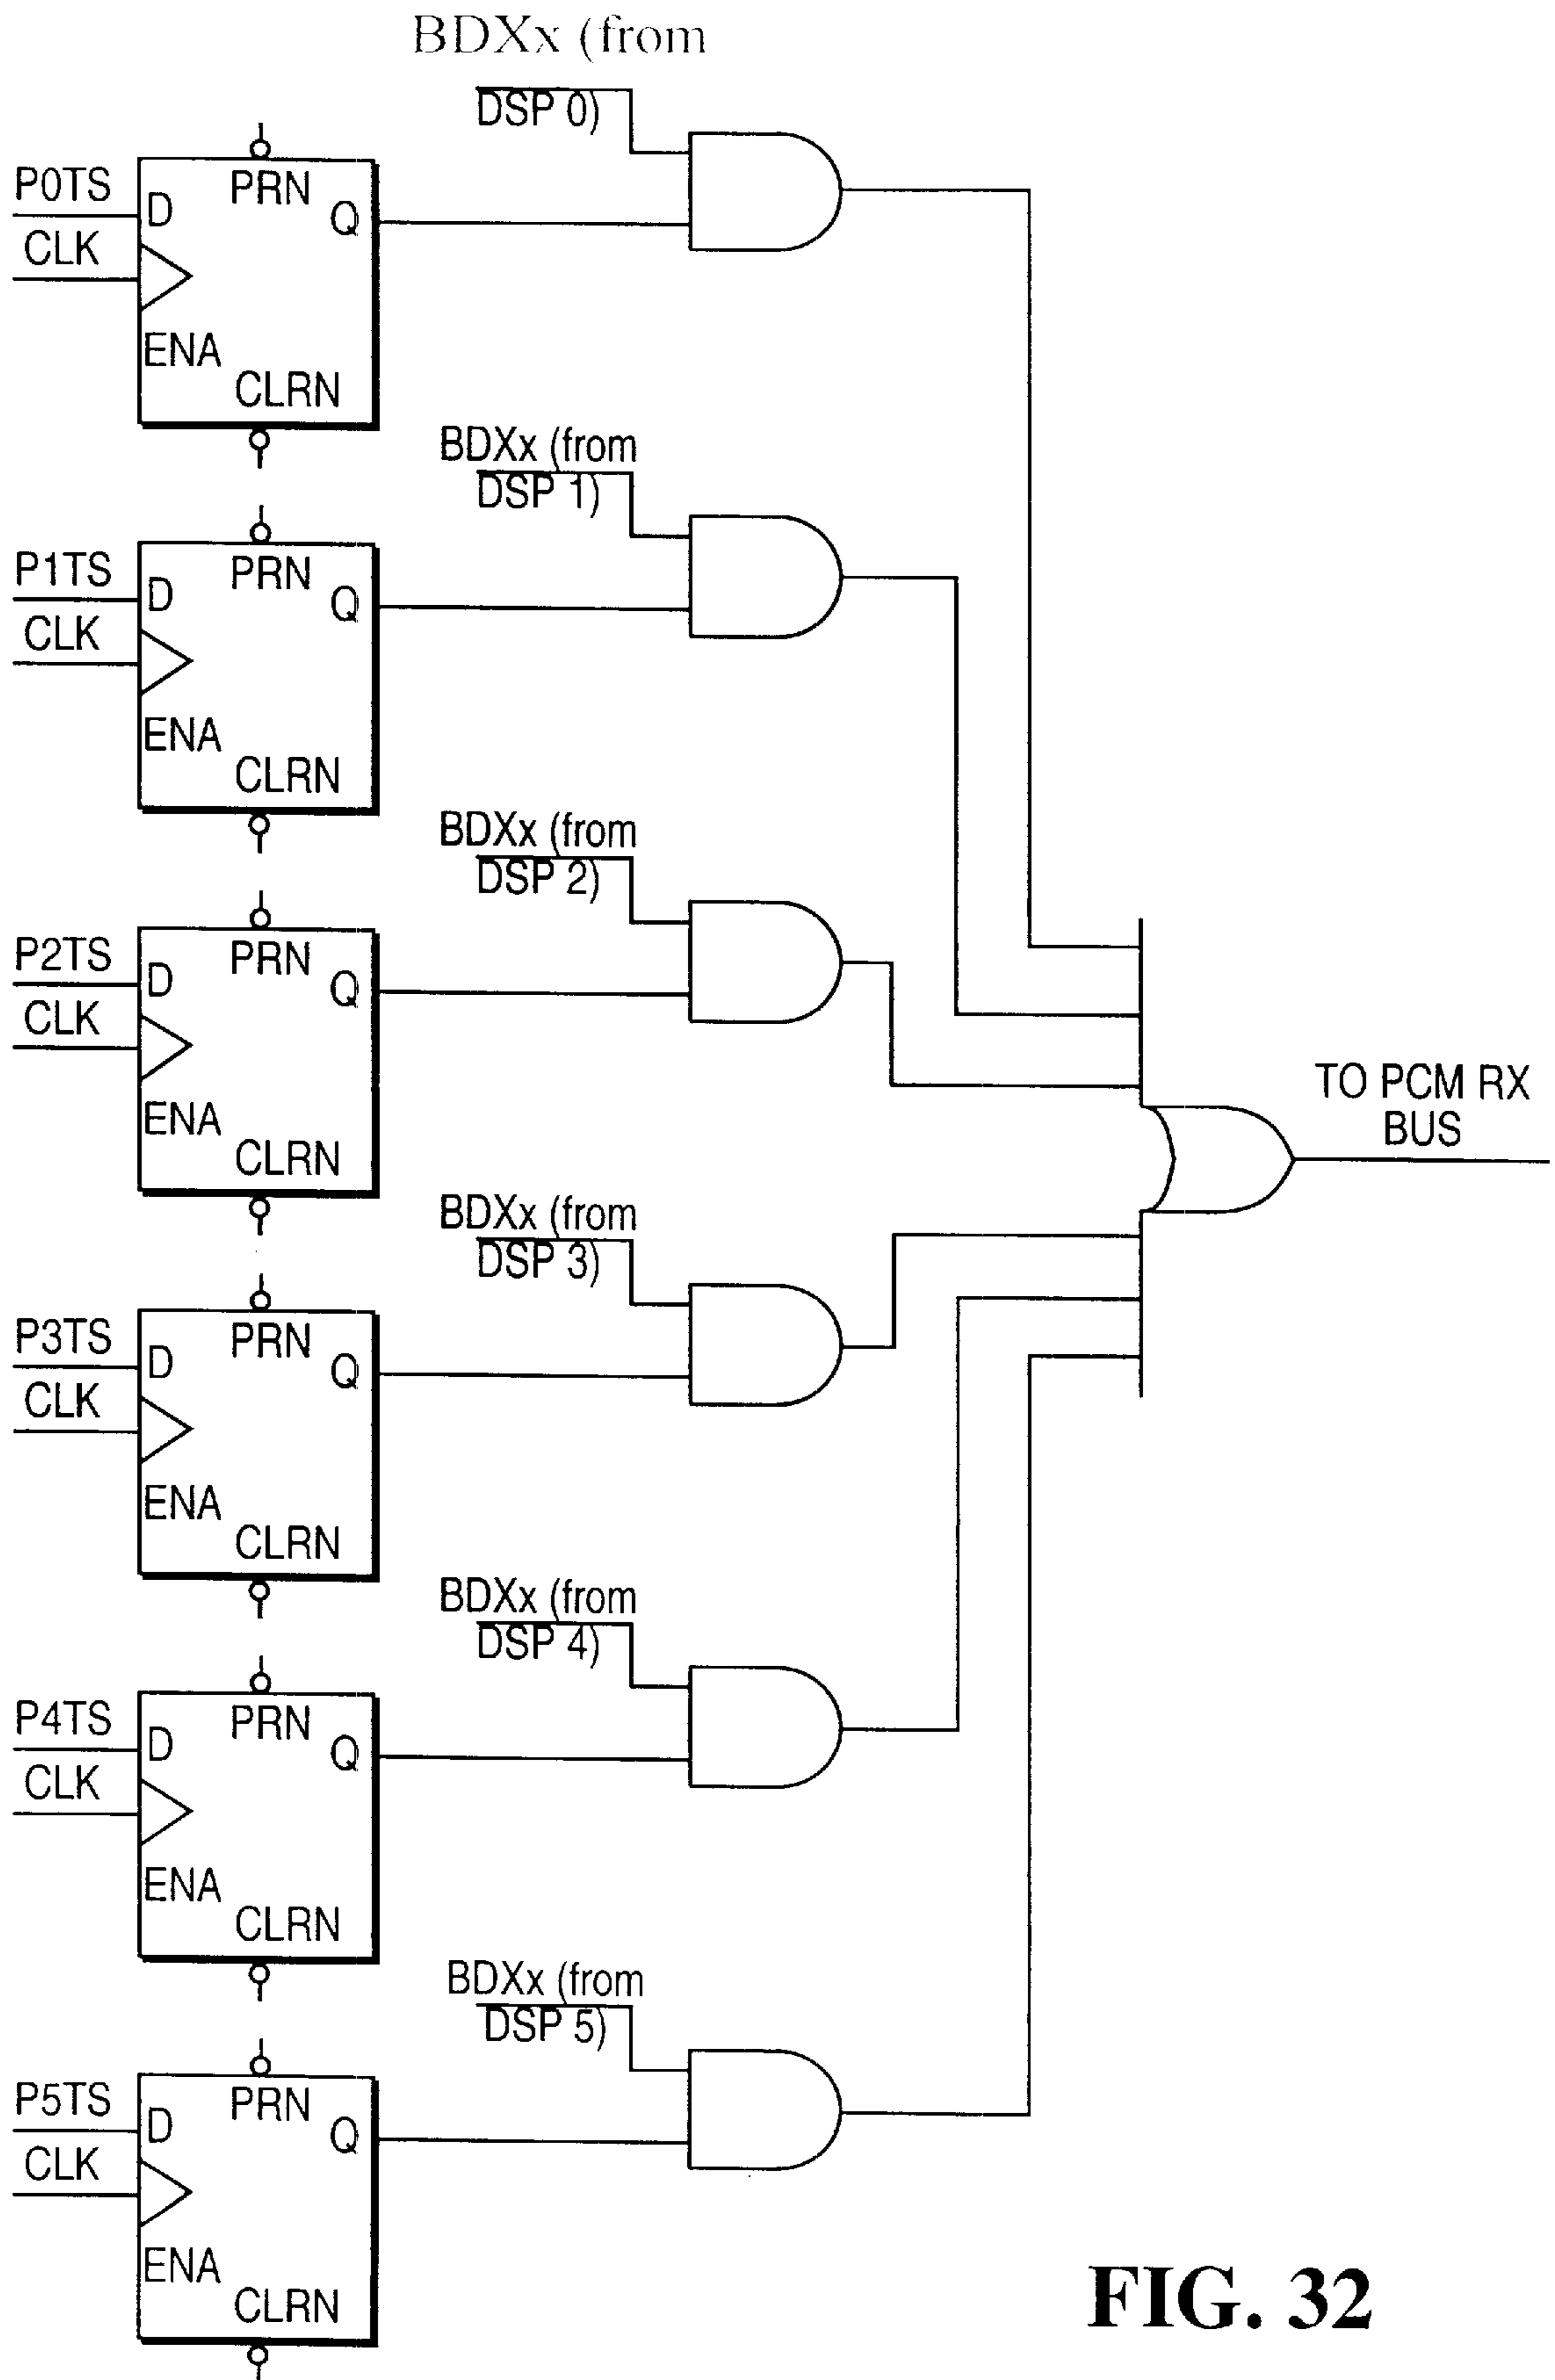 BDXx (from
DSP 0)
P0TS
D
PRN
Q
CLK
ENA
CLRN
BDXx (from
DSP 1)
P1TS
D
PRN
Q
CLK
ENA
CLRN
BDXx (from
DSP 2)
P2TS
D
PRN
Q
CLK
ENA
CLRN
TO PCM RX
BUS
BDXx (from
DSP 3)
P3TS
D
PRN
Q
CLK
ENA
CLRN
BDXx (from
DSP 4)
P4TS
D
PRN
Q
CLK
ENA
CLRN
BDXx (from
DSP 5)
P5TS
D
PRN
Q
CLK
ENA
CLRN
FIG. 32